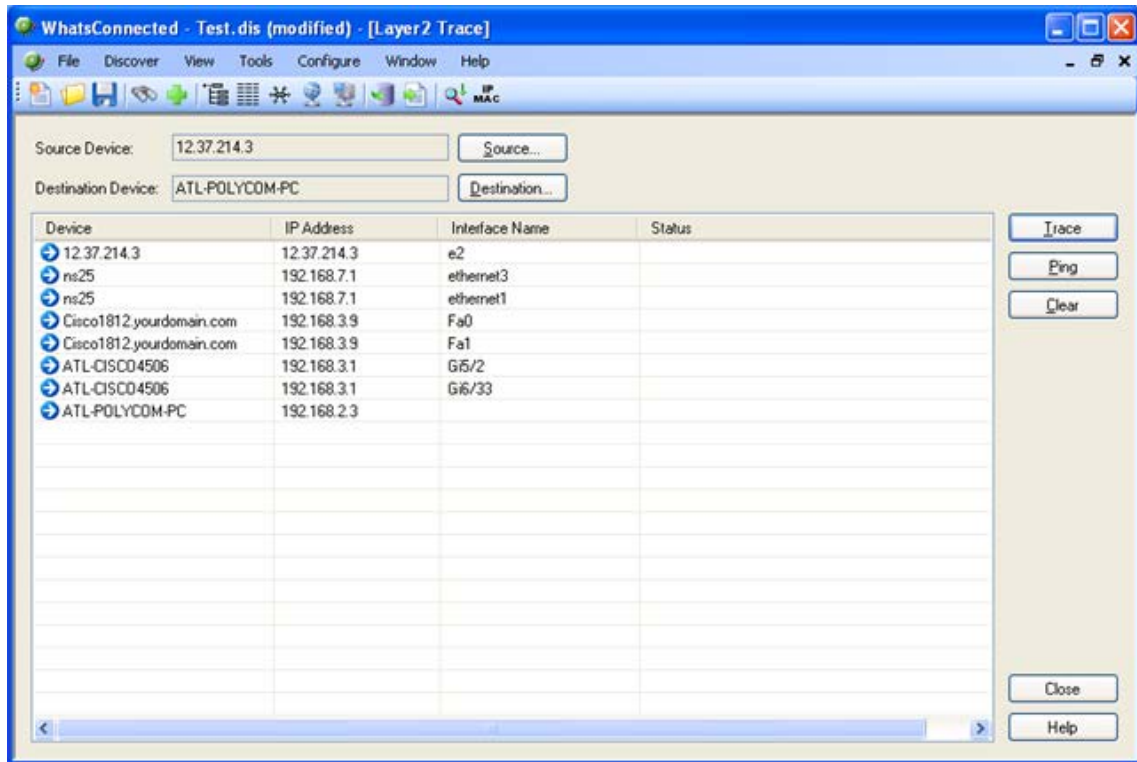 WhatsConnected - Test.dis (modified) - [Layer2 Trace]
File Discover View Tools Configure Window Help
IP MAC
Source Device: 12.37.214.3 Source...
Destination Device: ATL-POLYCOM-PC Destination...
Device IP Address Interface Name Status Trace
12.37.214.3 12.37.214.3 e2
ns25 192.168.7.1 ethernet3 Ping
ns25 192.168.7.1 ethernet1 Clear
Cisco1812.yourdomain.com 192.168.3.9 Fa0
Cisco1812.yourdomain.com 192.168.3.9 Fa1
ATL-CISCO4506 192.168.3.1 Gi5/2
ATL-CISCO4506 192.168.3.1 Gi6/33
ATL-POLYCOM-PC 192.168.2.3
Close
Help